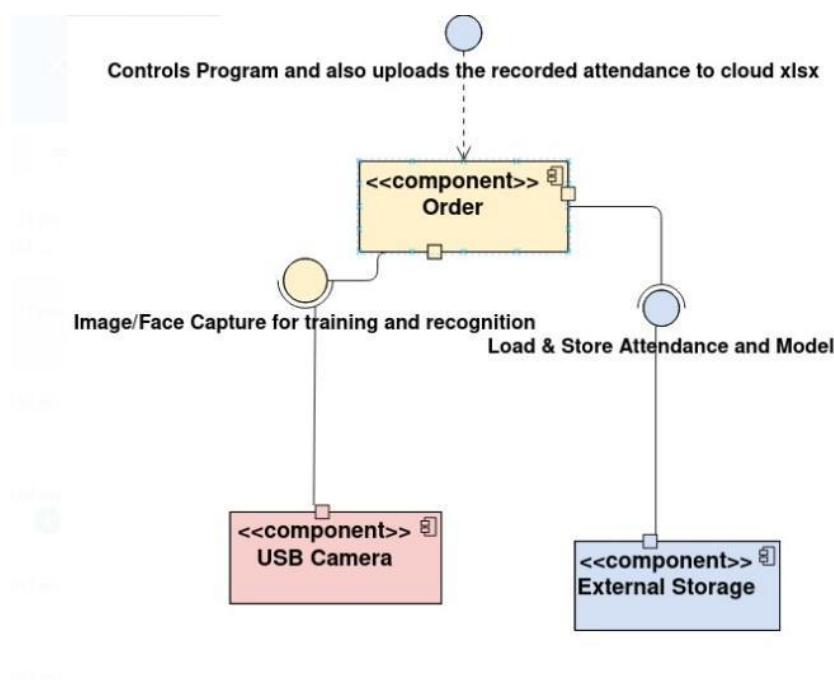 Controls Program and also uploads the recorded attendance to cloud xlsx
<<component>>
Order
Image/Face Capture for training and recognition
Load & Store Attendance and Model
<<component>>
USB Camera
<<component>>
External Storage